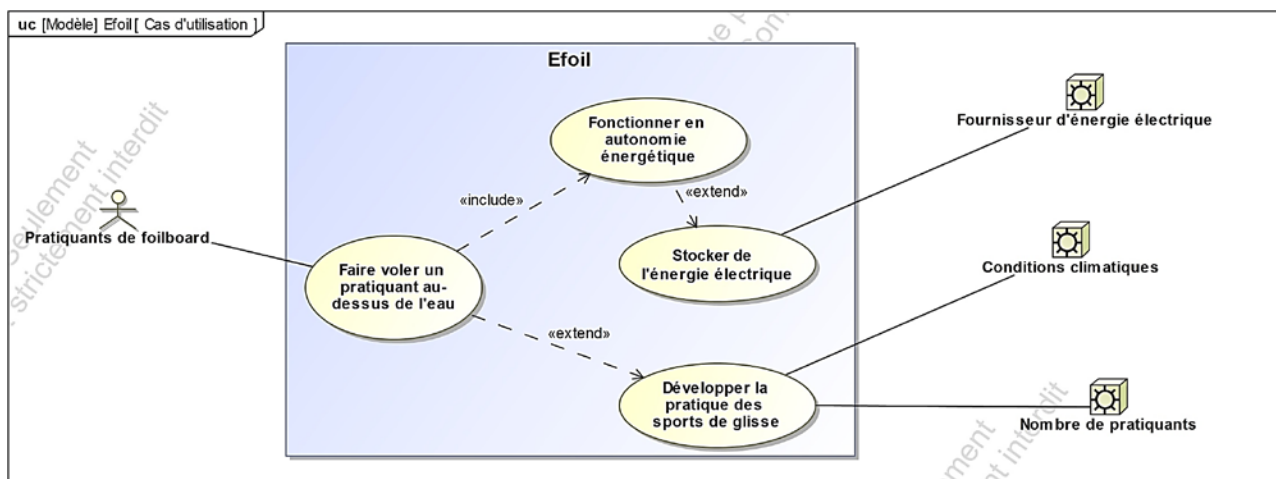 uc [Modèle] Efoil [ Cas d'utilisation ]
Efoil
Fonctionner en
autonomie
énergétique
Fournisseur d'énergie électrique
«include»
«extend»
Pratiquants de foilboard
Stocker de
l'énergie électrique
Conditions climatiques
Faire voler un
pratiquant au-
dessus de l'eau
«extend»
Développer la
pratique des
sports de glisse
Nombre de pratiquants
strictement interdit